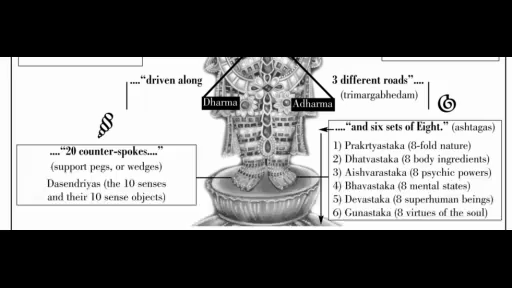 ...."driven along
3 different roads"....
(trimargabhedam)
Dharma
Adharma
...."20 counter-spokes...."
(support pegs, or wedges)
Dasendriyas (the 10 senses
and their 10 sense objects)
...."and six sets of Eight." (ashtagas)
1) Prakrtyastaka (8-fold nature)
2) Dhatvastaka (8 body ingredients)
3) Aishvarastaka (8 psychic powers)
4) Bhavastaka (8 mental states)
5) Devastaka (8 superhuman beings)
6) Gunastaka (8 virtues of the soul)